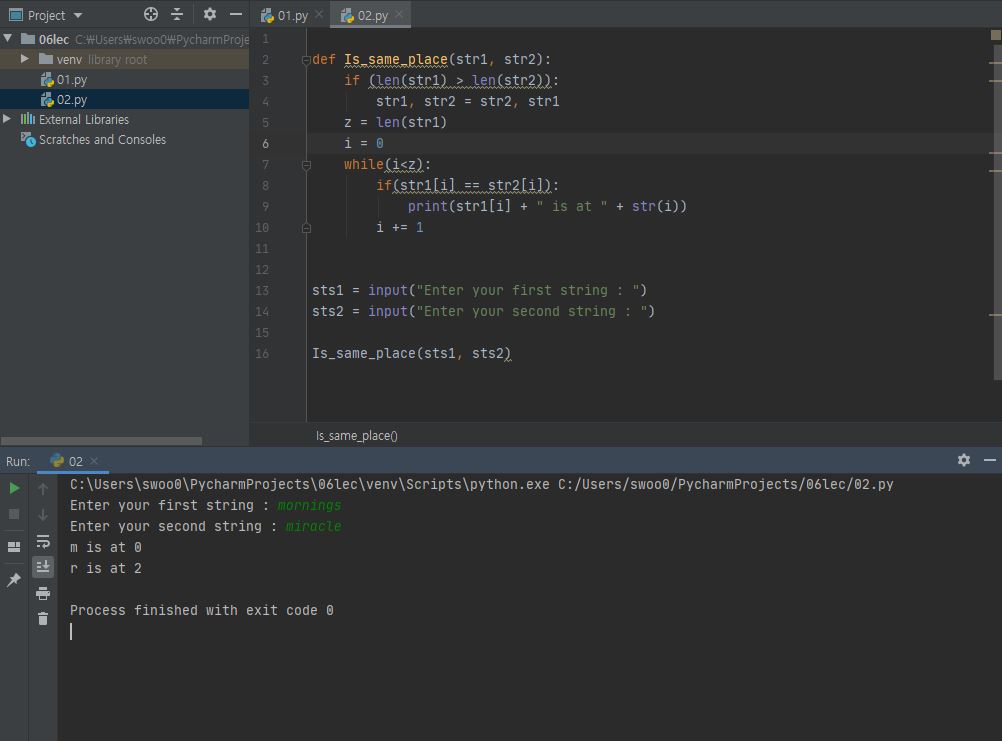 Project
01.py
02.py
06lec C:₩Users₩swoo0₩PycharmProje
venv library root
01.py
02.py
External Libraries
Scratches and Consoles
1
2 def Is_same_place(str1, str2):
3 if (len(str1) > len(str2)):
4 str1, str2 = str2, str1
5 z = len(str1)
6 i = 0
7 while(i<z):
8 if(str1[i] == str2[i]):
9 print(str1[i] + " is at " + str(i))
10 i += 1
11
12
13 sts1 = input("Enter your first string : ")
14 sts2 = input("Enter your second string : ")
15
16 Is_same_place(sts1, sts2)
Is_same_place()
Run: 02
C:\Users\swoo0\PycharmProjects\06lec\venv\Scripts\python.exe C:/Users/swoo0/PycharmProjects/06lec/02.py
Enter your first string : mornings
Enter your second string : miracle
m is at 0
r is at 2
Process finished with exit code 0